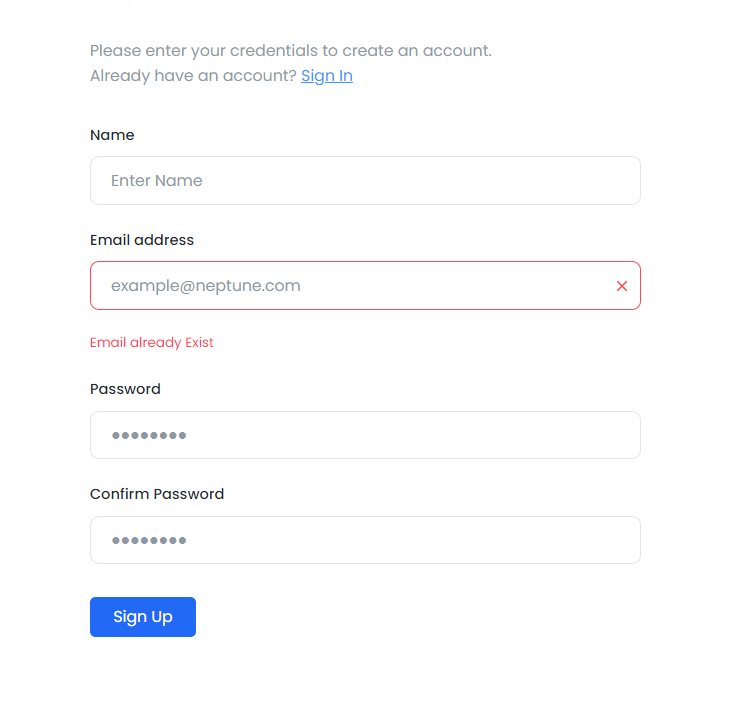 Please enter your credentials to create an account.
Already have an account? Sign In
Name
Enter Name
Email address
example@neptune.com
Email already Exist
Password
••••••••
Confirm Password
••••••••
Sign Up